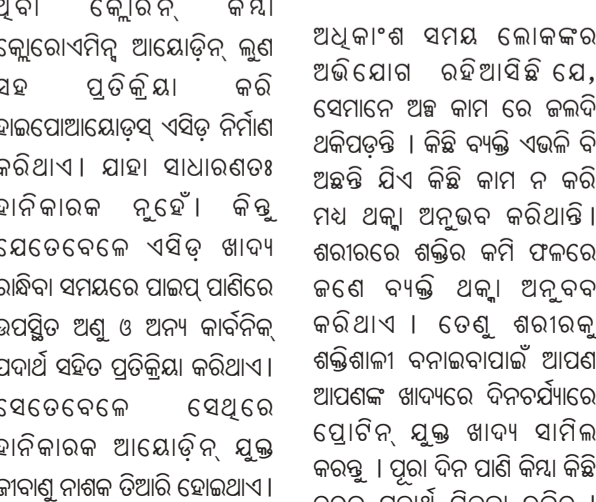 ଥିବା କ୍ଲୋରିନ୍ କିମ୍ବା
କ୍ଲୋରୋଏମିନ୍ସ ଆୟୋଡ଼ିନ୍ ଲୁଣ
ସହ ପ୍ରତିକ୍ରିୟା କରି
ହାଇପୋଆୟୋଡ଼ସ୍ ଏସିଡ଼ ନିର୍ମାଣ
କରିଥାଏ। ଯାହା ସାଧାରଣତଃ
ହାନିକାରକ ନୁହେଁ। କିନ୍ତୁ
ଯେତେବେଳେ ଏସିଡ଼ ଖାଦ୍ୟ
ରାନ୍ଧିବା ସମୟରେ ପାଇପ୍ ପାଣିରେ
ଉପସ୍ଥିତ ଅଣୁ ଓ ଅନ୍ୟ କାର୍ବନିକ୍
ପଦାର୍ଥ ସହିତ ପ୍ରତିକ୍ରିୟା କରିଥାଏ।
ସେତେବେଳେ ସେଥିରେ
ହାନିକାରକ ଆୟୋଡ଼ିନ୍ ଯୁକ୍ତ
ଜୀବାଣୁ ନାଶକ ତିଆରି ହୋଇଥାଏ।
ଅଧିକାଂଶ ସମୟ ଲୋକଙ୍କର
ଅଭିଯୋଗ ରହିଆସିଛି ଯେ,
ସେମାନେ ଅଳ୍ପ କାମ ରେ ଜଲଦି
ଥକିପଡ଼ନ୍ତି । କିଛି ବ୍ୟକ୍ତି ଏଭଳି ବି
ଅଛନ୍ତି ଯିଏ କିଛି କାମ ନ କରି
ମଧ୍ୟ ଥକ୍କା ଅନୁଭବ କରିଥାନ୍ତି।
ଶରୀରରେ ଶକ୍ତିର କମି ଫଳରେ
ଜଣେ ବ୍ୟକ୍ତି ଥକ୍କା ଅନୁବବ
କରିଥାଏ । ତେଣୁ ଶରୀରକୁ
ଶକ୍ତିଶାଳୀ ବନାଇବାପାଇଁ ଆପଣ
ଆପଣଙ୍କ ଖାଦ୍ୟରେ ଦିନଚର୍ଯ୍ୟାରେ
ପ୍ରୋଟିନ୍ ଯୁକ୍ତ ଖାଦ୍ୟ ସାମିଲ
କରନ୍ତୁ । ପୂରା ଦିନ ପାଣି କିମ୍ବା କିଛି